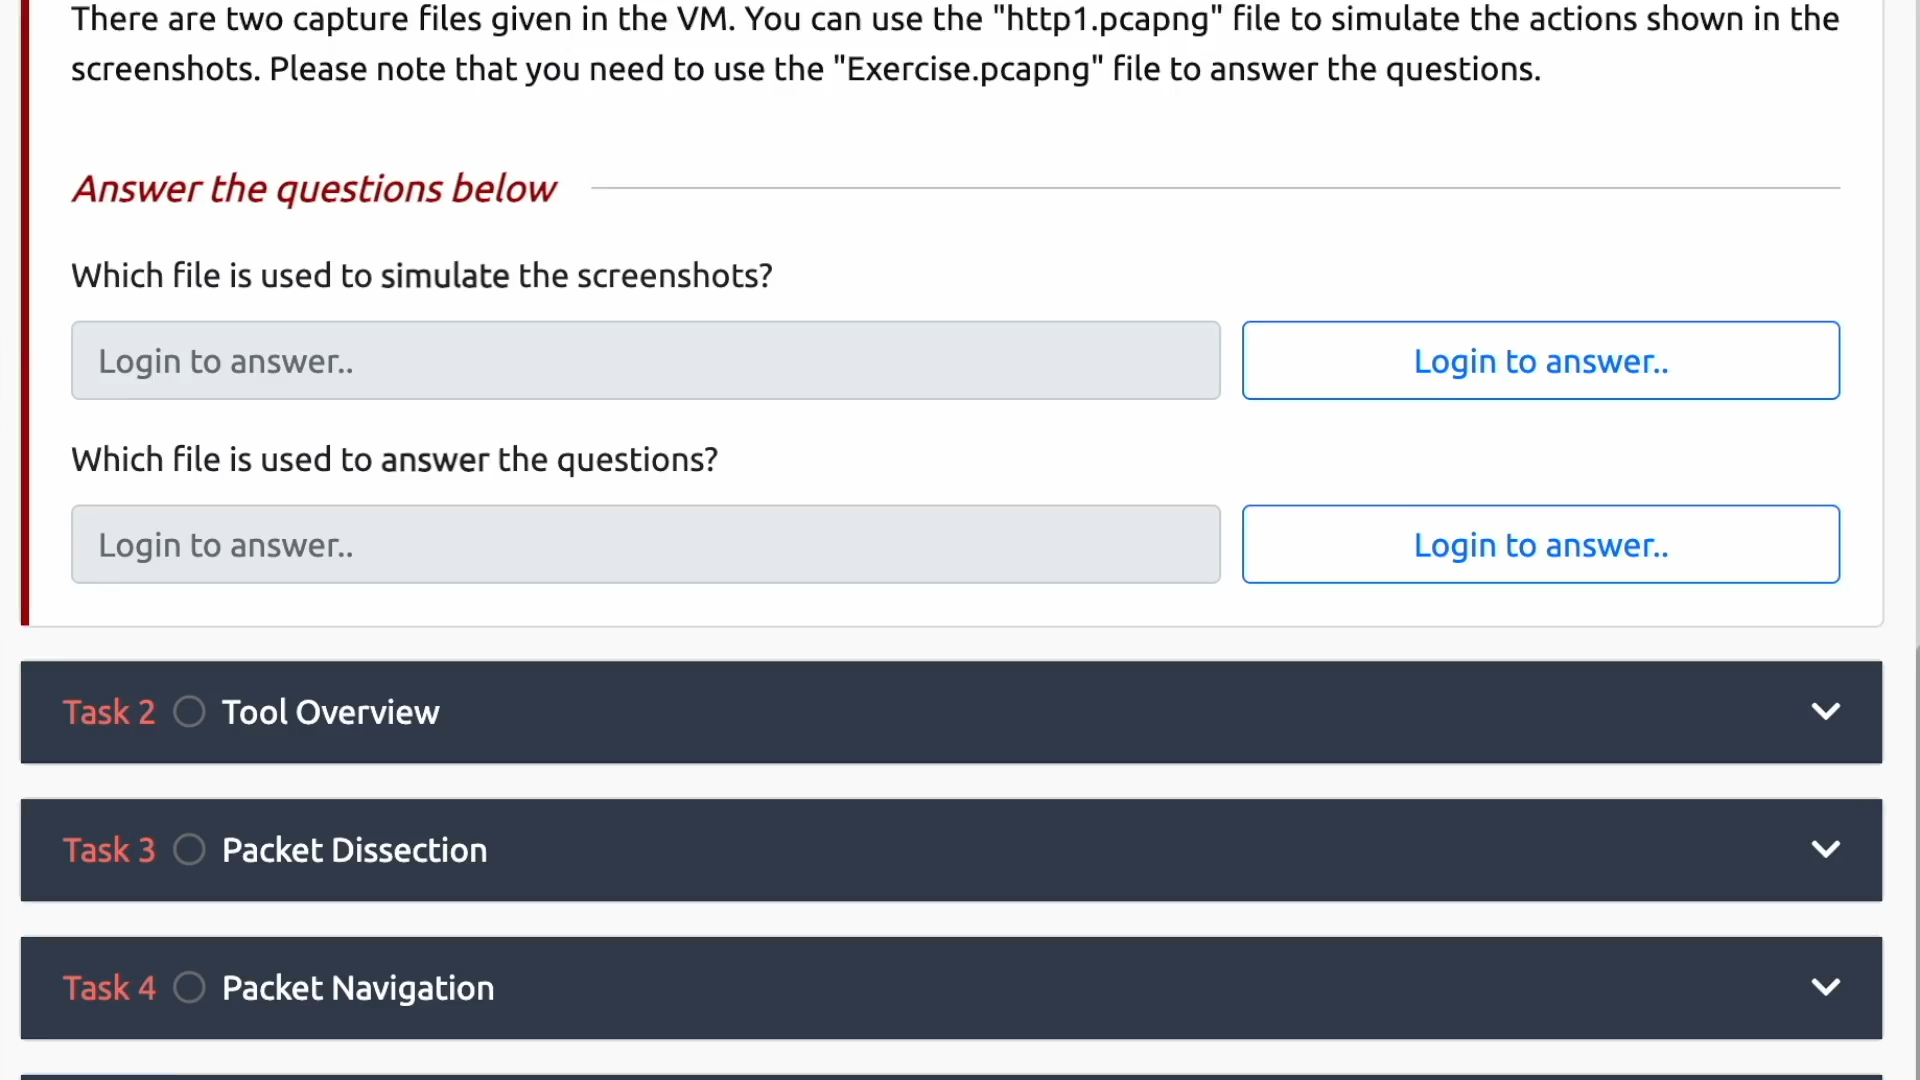 There are two capture files given in the VM. You can use the "http1.pcapng" file to simulate the actions shown in the
screenshots. Please note that you need to use the "Exercise.pcapng" file to answer the questions.
Answer the questions below
Which file is used to simulate the screenshots?
Login to answer..
Login to answer..
Which file is used to answer the questions?
Login to answer..
Login to answer..
Task 2 Tool Overview
Task 3 Packet Dissection
Task 4 Packet Navigation